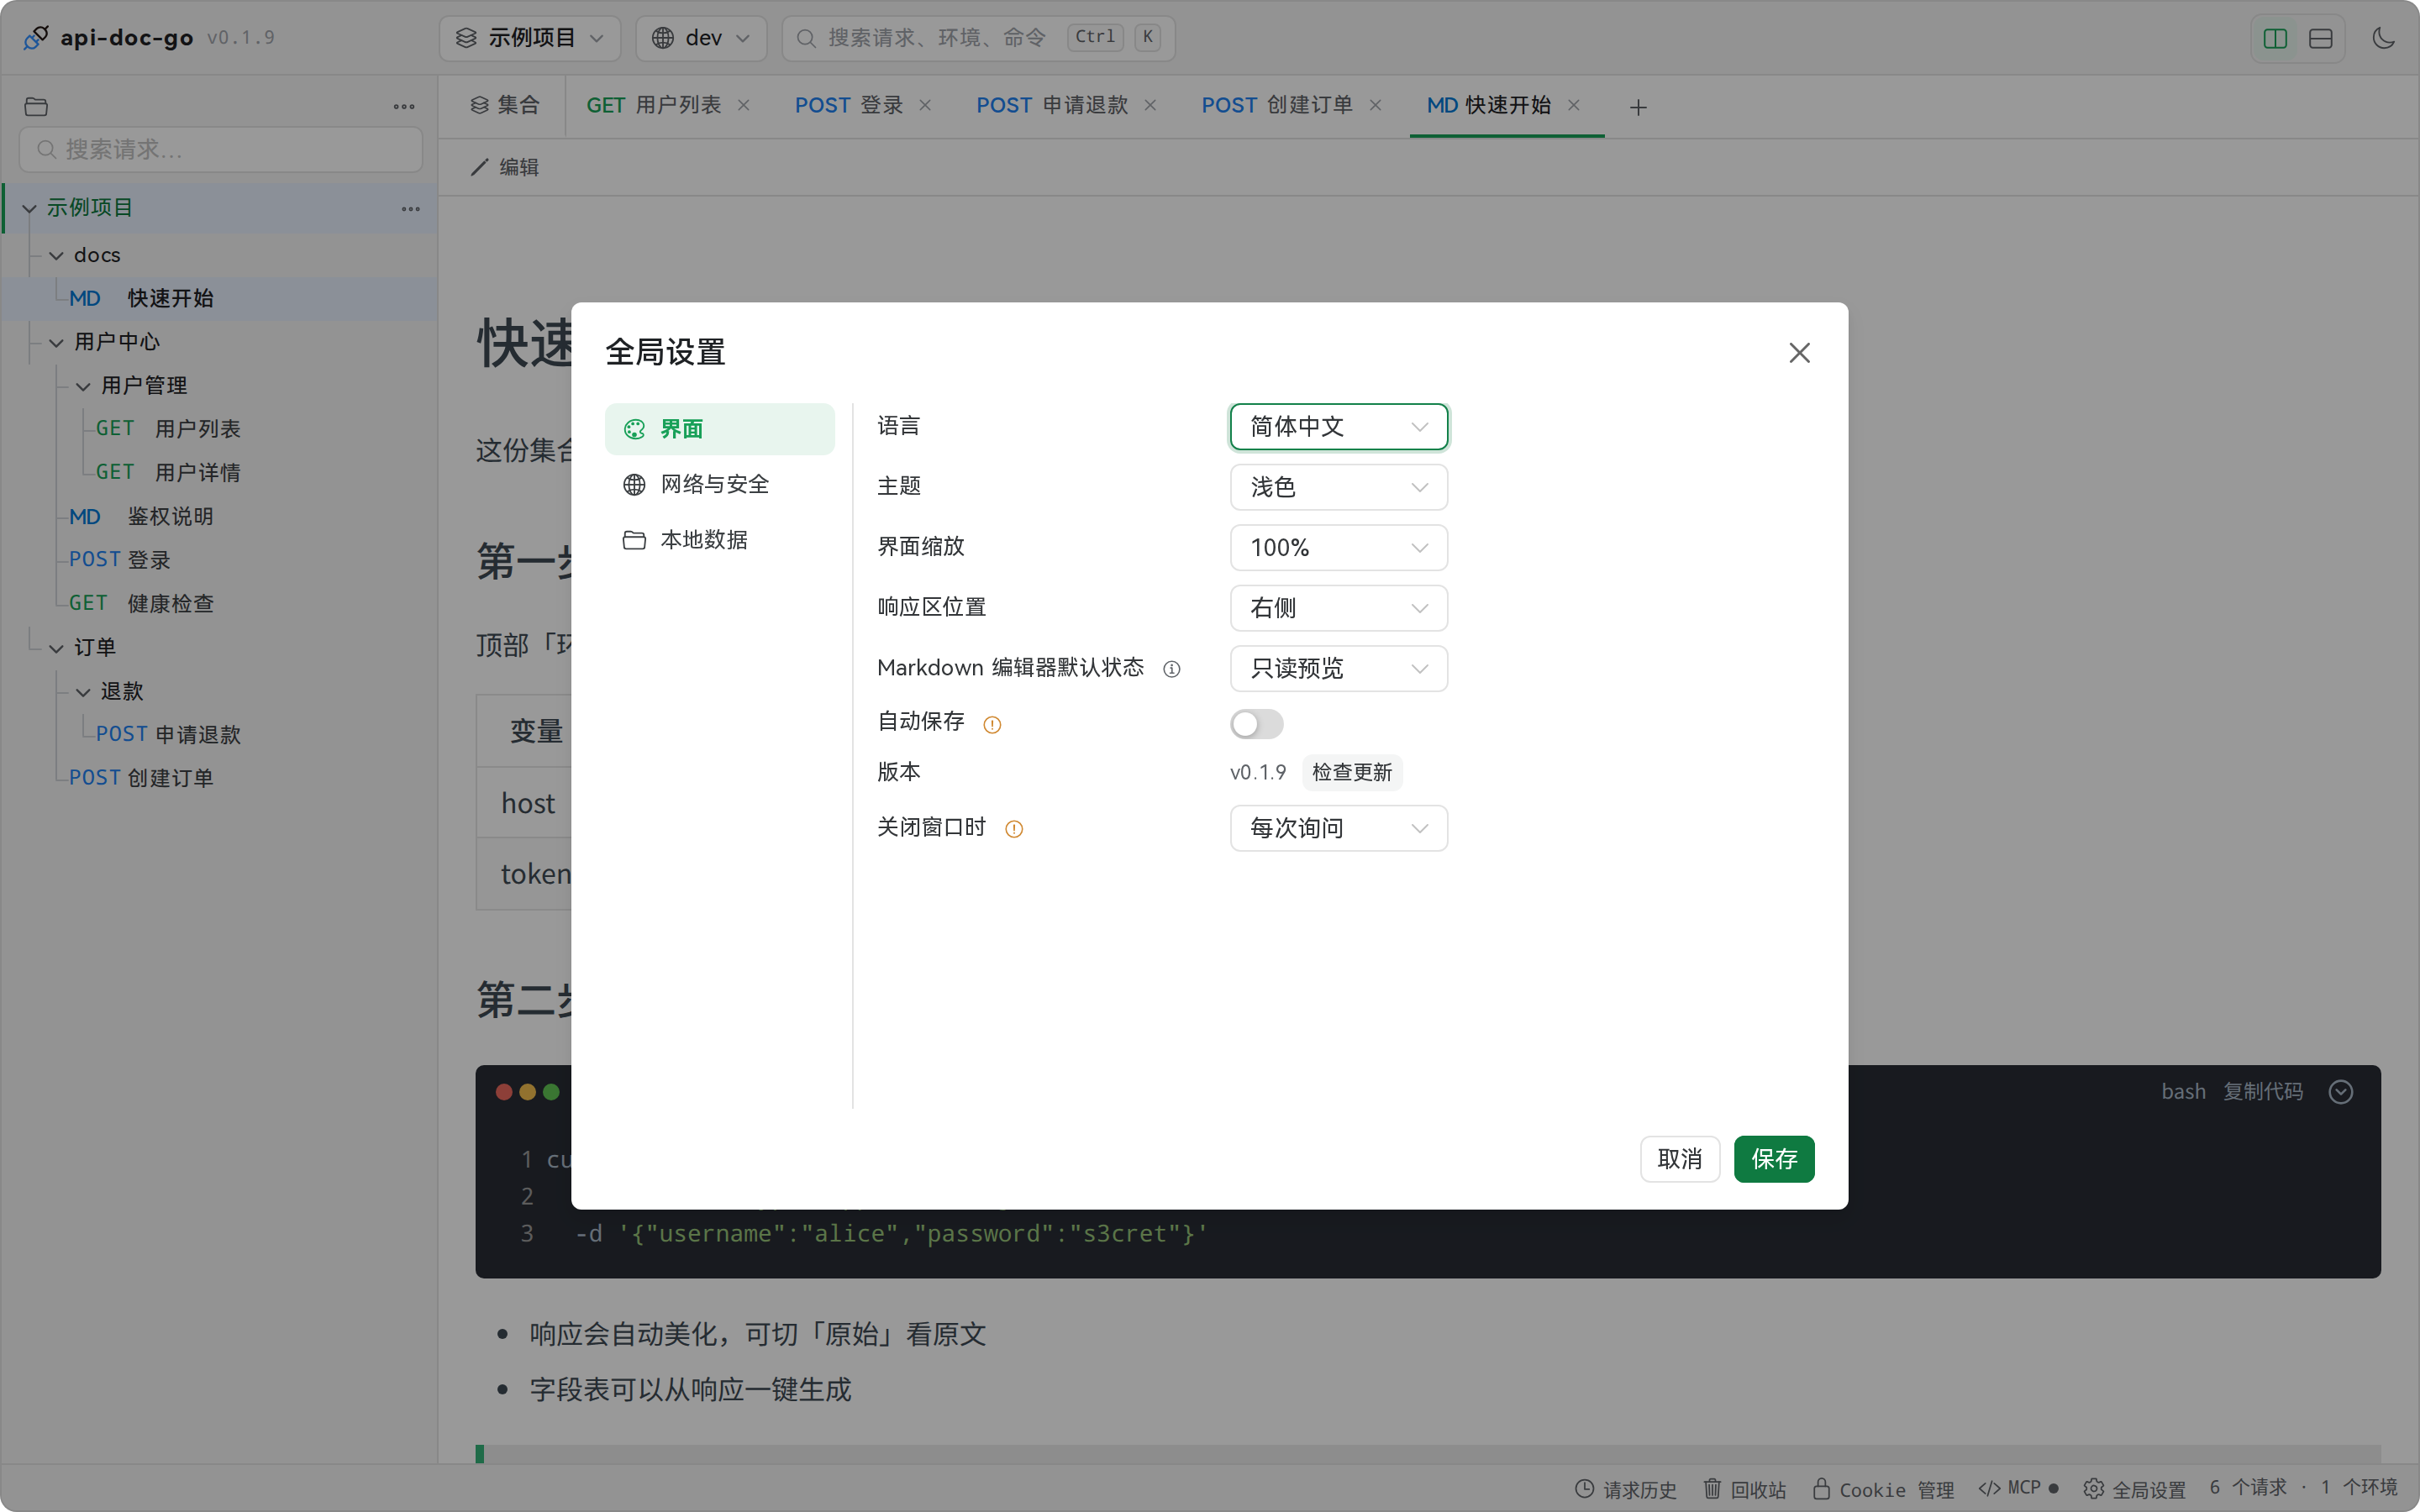 api-doc-go v0.1.9
示例项目
dev
搜索请求、环境、命令 Ctrl K
集合
GET 用户列表
POST 登录
POST 申请退款
POST 创建订单
MD 快速开始
搜索请求...
编辑
示例项目
docs
MD 快速开始
用户中心
用户管理
GET 用户列表
GET 用户详情
MD 鉴权说明
POST 登录
GET 健康检查
订单
退款
POST 申请退款
POST 创建订单
快速
这份集合
第一步
顶部「环
变量
host
token
第二步
bash 复制代码
1 cu
2
3 -d '{"username":"alice","password":"s3cret"}'
响应会自动美化，可切「原始」看原文
字段表可以从响应一键生成
全局设置
界面
网络与安全
本地数据
语言 简体中文
主题 浅色
界面缩放 100%
响应区位置 右侧
Markdown 编辑器默认状态 只读预览
自动保存
版本 v0.1.9 检查更新
关闭窗口时 每次询问
取消 保存
请求历史 回收站 Cookie 管理 </> MCP 全局设置 6 个请求 · 1 个环境